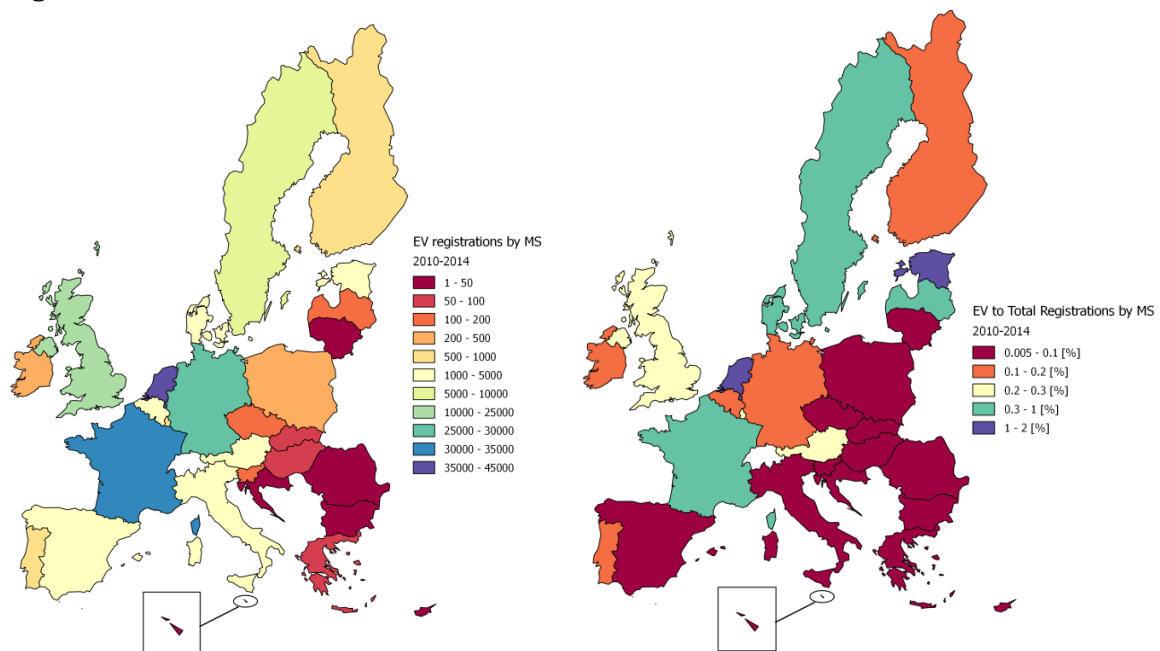 EV registrations by MS
2010-2014
1 - 50
50 - 100
100 - 200
200 - 500
500 - 1000
1000 - 5000
5000 - 10000
10000 - 25000
25000 - 30000
30000 - 35000
35000 - 45000
EV to Total Registrations by MS
2010-2014
0.005 - 0.1 [%]
0.1 - 0.2 [%]
0.2 - 0.3 [%]
0.3 - 1 [%]
1 - 2 [%]